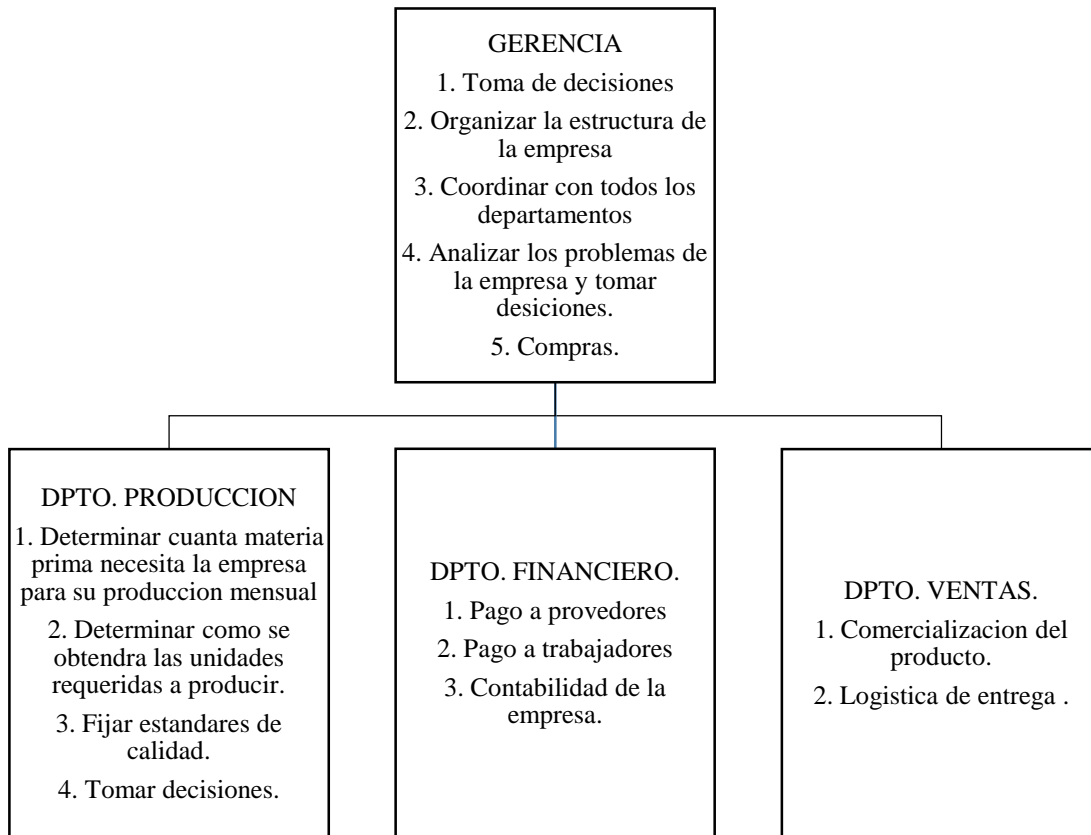 GERENCIA
1. Toma de decisiones
2. Organizar la estructura de
la empresa
3. Coordinar con todos los
departamentos
4. Analizar los problemas de
la empresa y tomar
desiciones.
5. Compras.
DPTO. PRODUCCION
1. Determinar cuanta materia
prima necesita la empresa
para su produccion mensual
2. Determinar como se
obtendra las unidades
requeridas a producir.
3. Fijar estandares de
calidad.
4. Tomar decisiones.
DPTO. FINANCIERO.
1. Pago a provedores
2. Pago a trabajadores
3. Contabilidad de la
empresa.
DPTO. VENTAS.
1. Comercializacion del
producto.
2. Logistica de entrega .